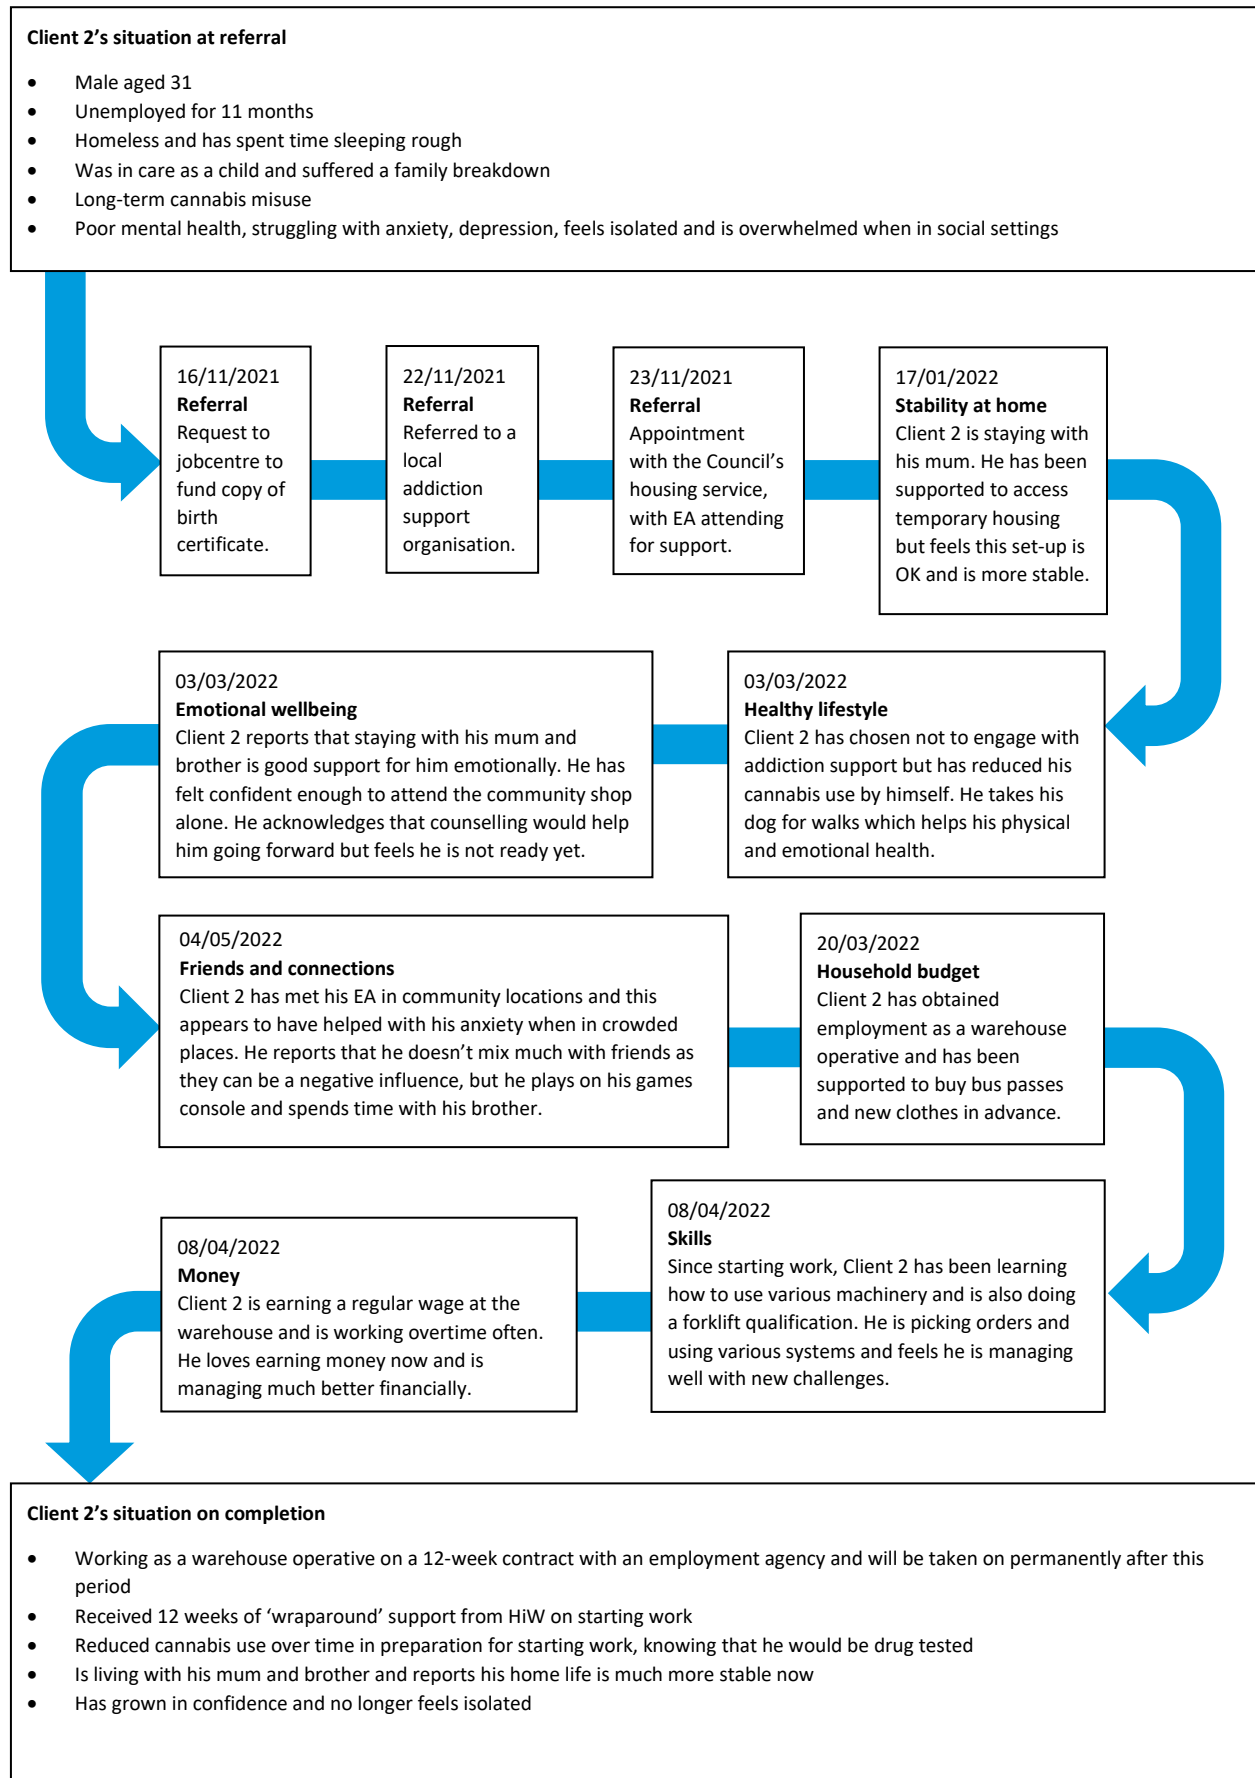 Client 2's situation at referral
• Male aged 31
• Unemployed for 11 months
• Homeless and has spent time sleeping rough
• Was in care as a child and suffered a family breakdown
• Long-term cannabis misuse
• Poor mental health, struggling with anxiety, depression, feels isolated and is overwhelmed when in social settings
16/11/2021
Referral
Request to
jobcentre to
fund copy of
birth
certificate.
22/11/2021
Referral
Referred to a
local
addiction
support
organisation.
23/11/2021
Referral
Appointment
with the Council's
housing service,
with EA attending
for support.
17/01/2022
Stability at home
Client 2 is staying with
his mum. He has been
supported to access
temporary housing
but feels this set-up is
OK and is more stable.
03/03/2022
Healthy lifestyle
Client 2 has chosen not to engage with
addiction support but has reduced his
cannabis use by himself. He takes his
dog for walks which helps his physical
and emotional health.
03/03/2022
Emotional wellbeing
Client 2 reports that staying with his mum and
brother is good support for him emotionally. He has
felt confident enough to attend the community shop
alone. He acknowledges that counselling would help
him going forward but feels he is not ready yet.
04/05/2022
Friends and connections
Client 2 has met his EA in community locations and this
appears to have helped with his anxiety when in crowded
places. He reports that he doesn't mix much with friends as
they can be a negative influence, but he plays on his games
console and spends time with his brother.
20/03/2022
Household budget
Client 2 has obtained
employment as a warehouse
operative and has been
supported to buy bus passes
and new clothes in advance.
08/04/2022
Skills
Since starting work, Client 2 has been learning
how to use various machinery and is also doing
a forklift qualification. He is picking orders and
using various systems and feels he is managing
well with new challenges.
08/04/2022
Money
Client 2 is earning a regular wage at the
warehouse and is working overtime often.
He loves earning money now and is
managing much better financially.
Client 2's situation on completion
• Working as a warehouse operative on a 12-week contract with an employment agency and will be taken on permanently after this
period
• Received 12 weeks of 'wraparound' support from HiW on starting work
• Reduced cannabis use over time in preparation for starting work, knowing that he would be drug tested
• Is living with his mum and brother and reports his home life is much more stable now
• Has grown in confidence and no longer feels isolated